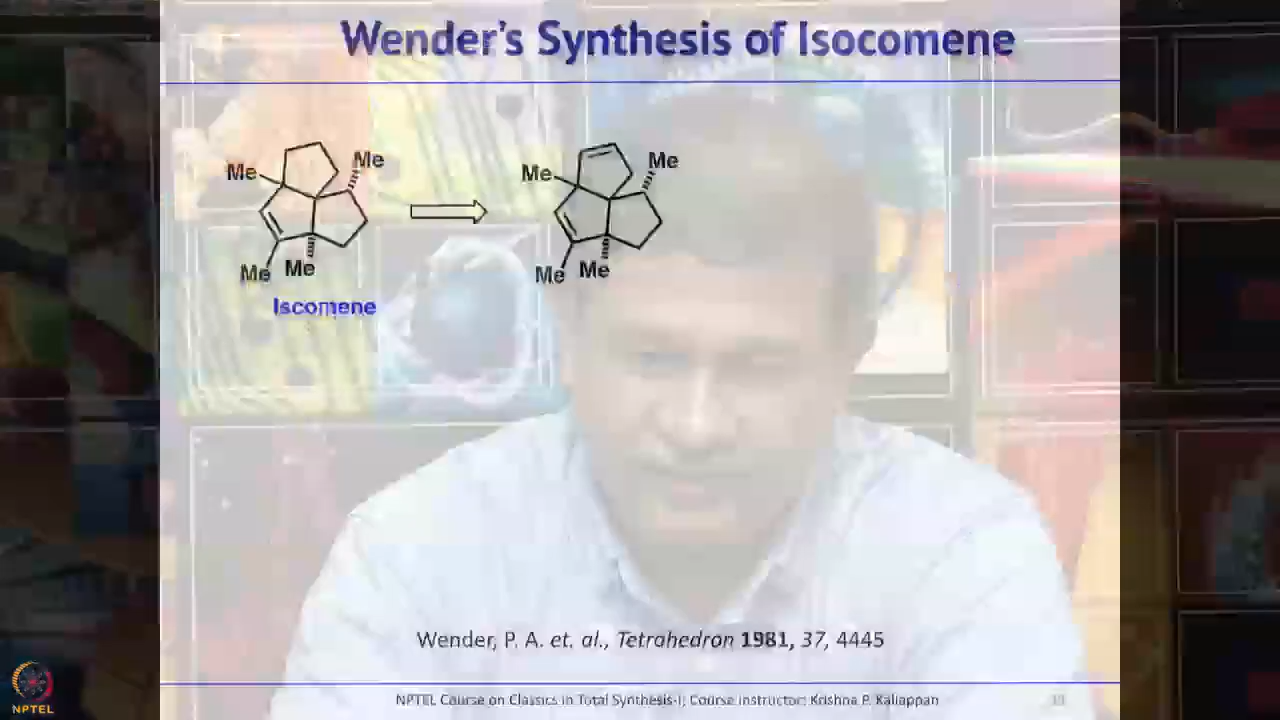 Wender's Synthesis of Isocomene
Me
Me
Me
Me
Iscomene
Me
Me
Me
Me
Wender, P. A. et. al., Tetrahedron 1981, 37, 4445
NPTEL Course on Classics in Total Synthesis-I; Course Instructor: Krishna P. Kaliappan
NPTEL